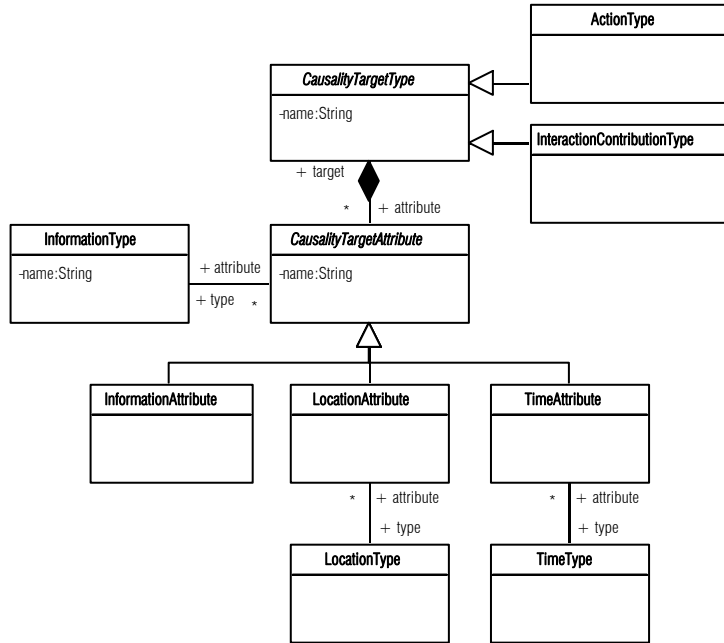 ActionType
CausalityTargetType
-name:String
InteractionContributionType
+ target
* + attribute
InformationType
-name:String
CausalityTargetAttribute
-name:String
+ attribute
+ type *
InformationAttribute
LocationAttribute
TimeAttribute
* + attribute
+ type
* + attribute
+ type
LocationType
TimeType